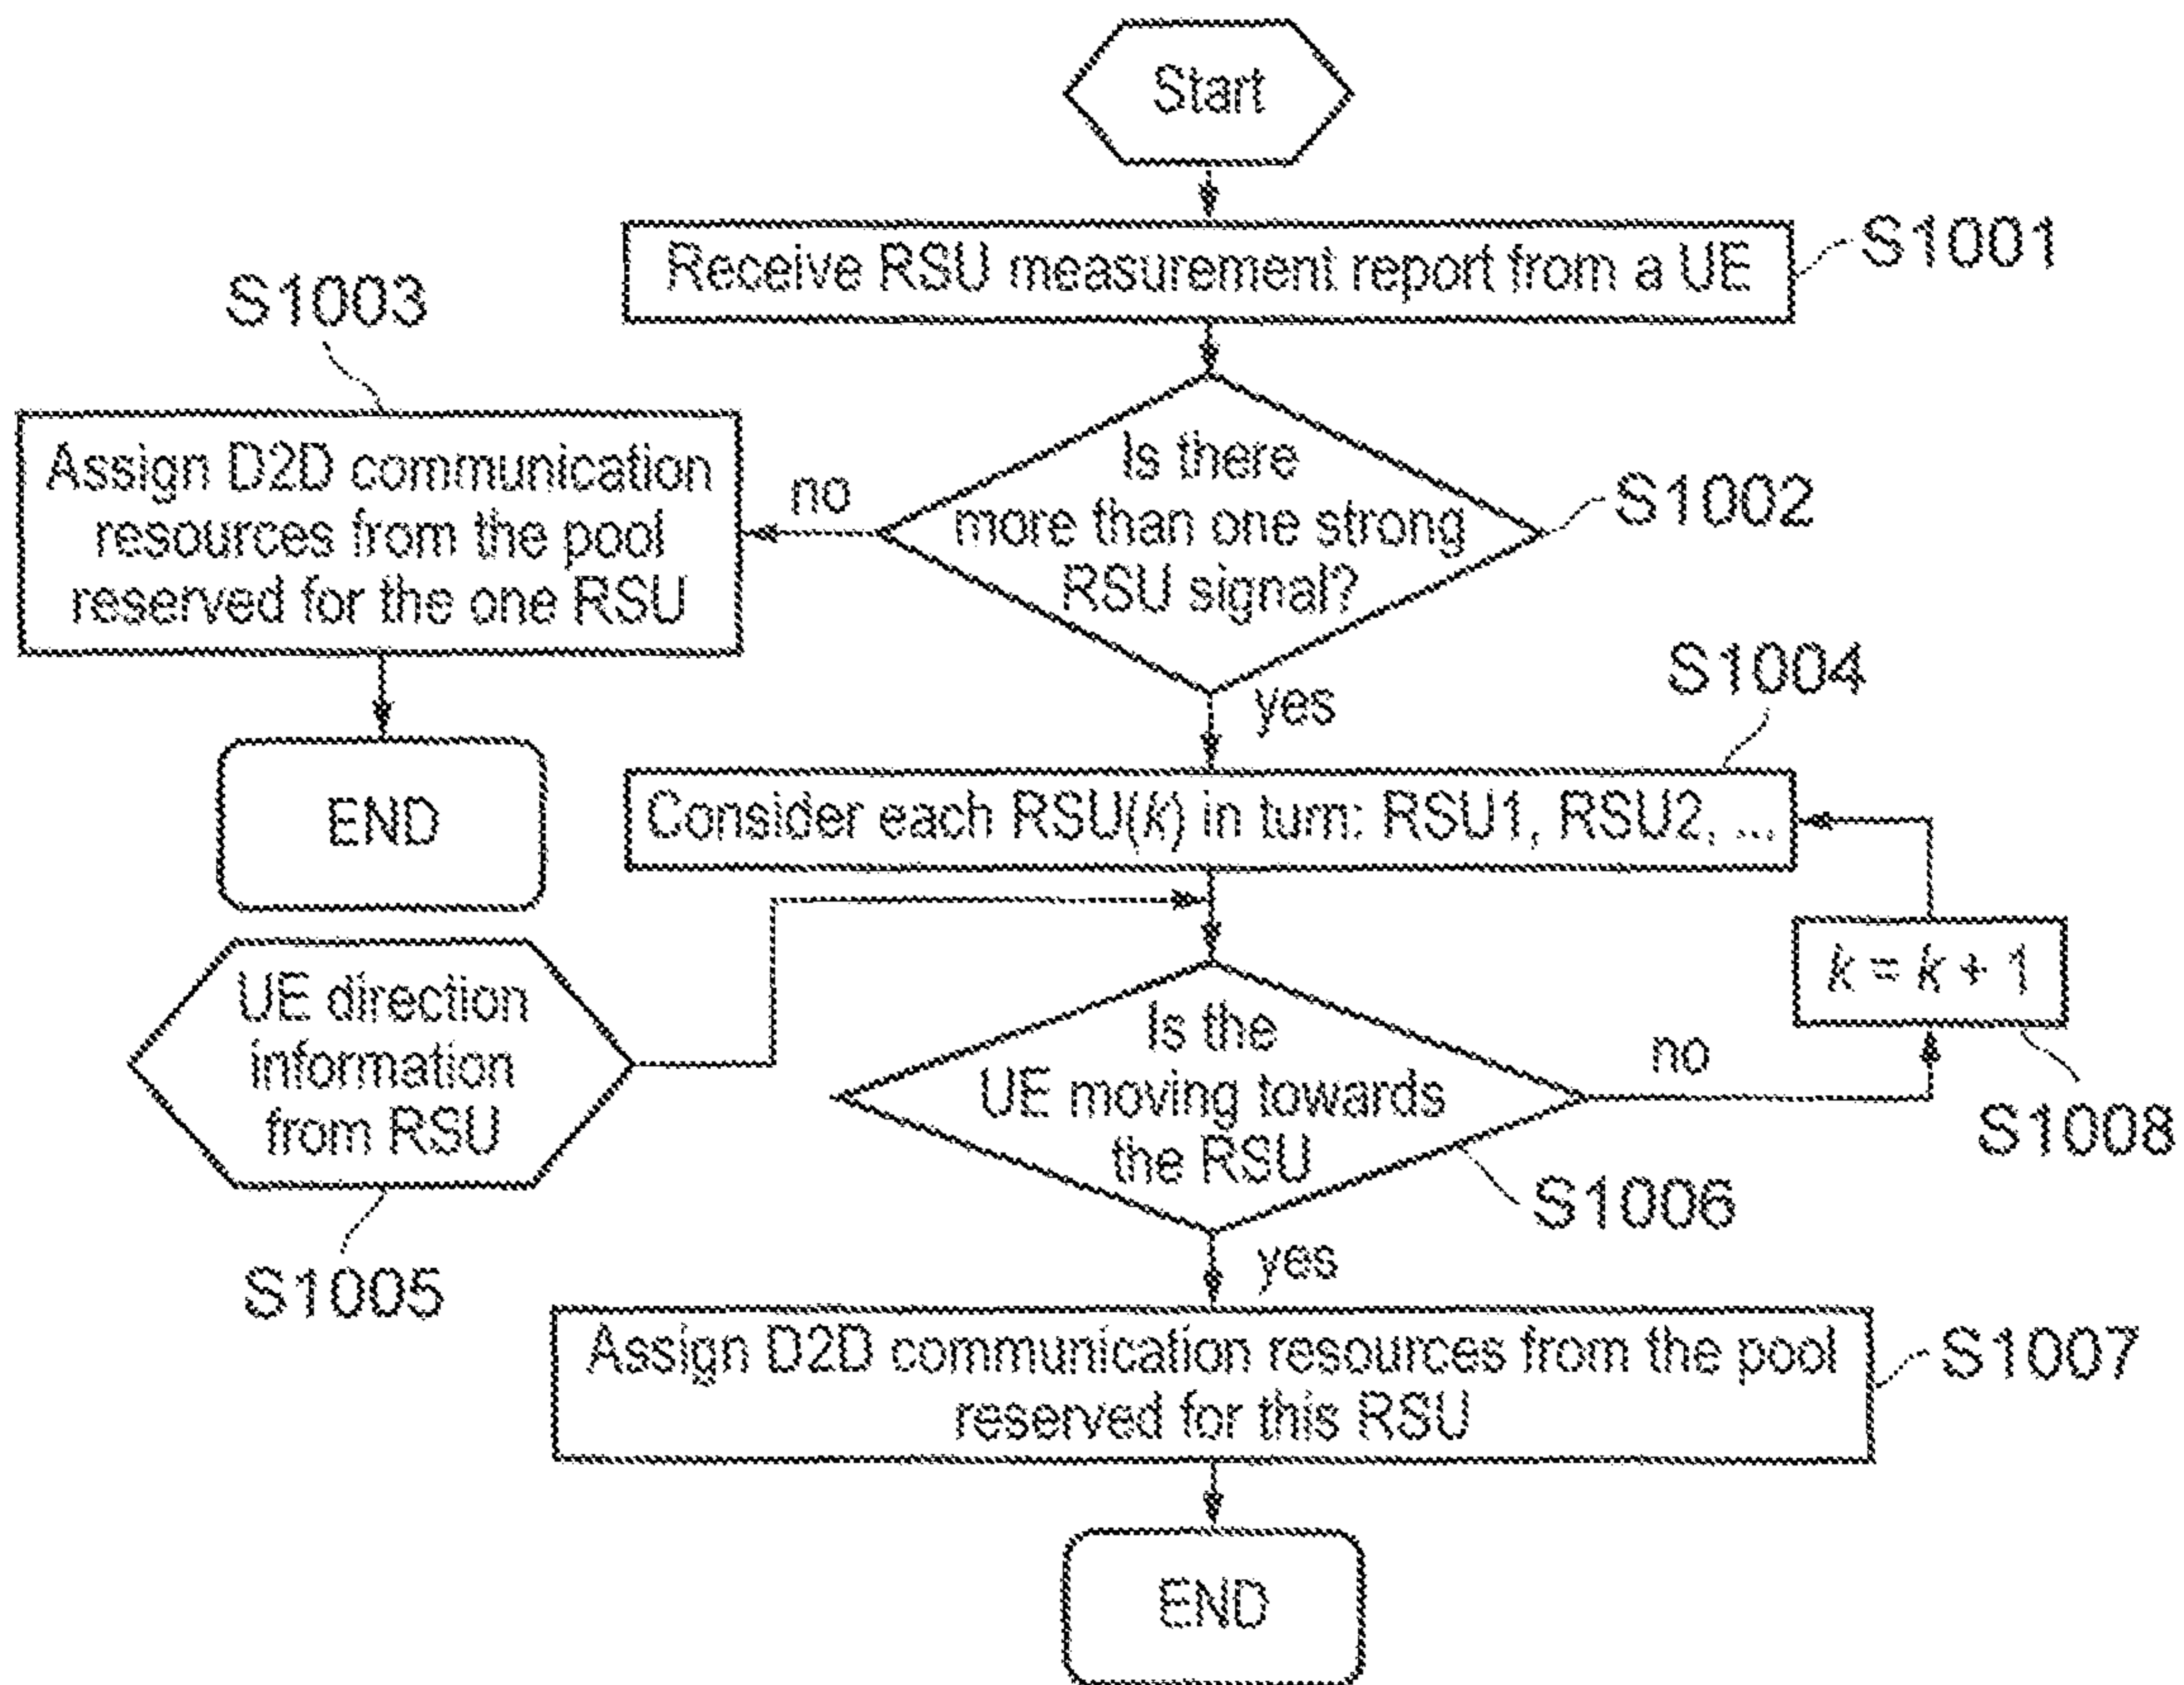 Start
Receive RSU measurement report from a UE
S1001
S1003
Is there
more than one strong
RSU signal?
S1002
no
Assign D2D communication
resources from the pool
reserved for the one RSU
yes
S1004
END
Consider each RSU(k) in turn: RSU1, RSU2, ...
k = k + 1
S1008
UE direction
information
from RSU
S1005
Is the
UE moving towards
the RSU
no
S1006
yes
Assign D2D communication resources from the pool
reserved for this RSU
S1007
END